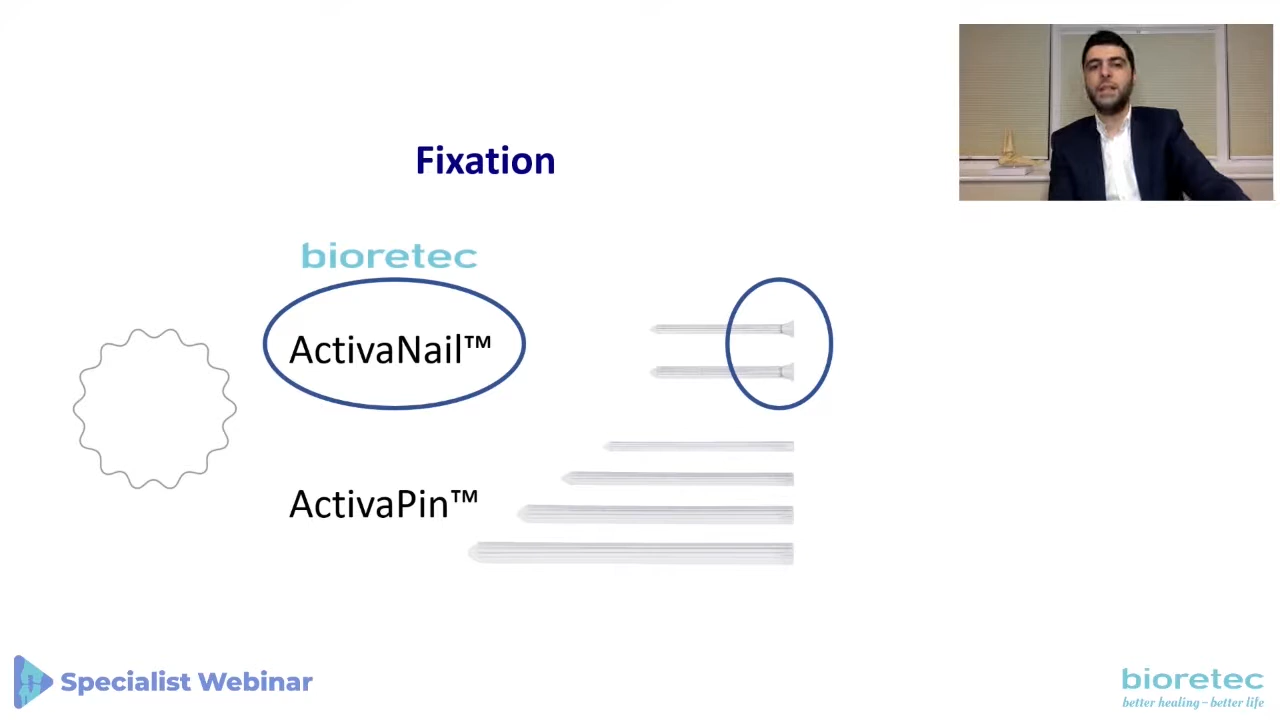 Fixation
bioretec
ActivaNail™
ActivaPin™
Specialist Webinar
bioretec
better healing – better life